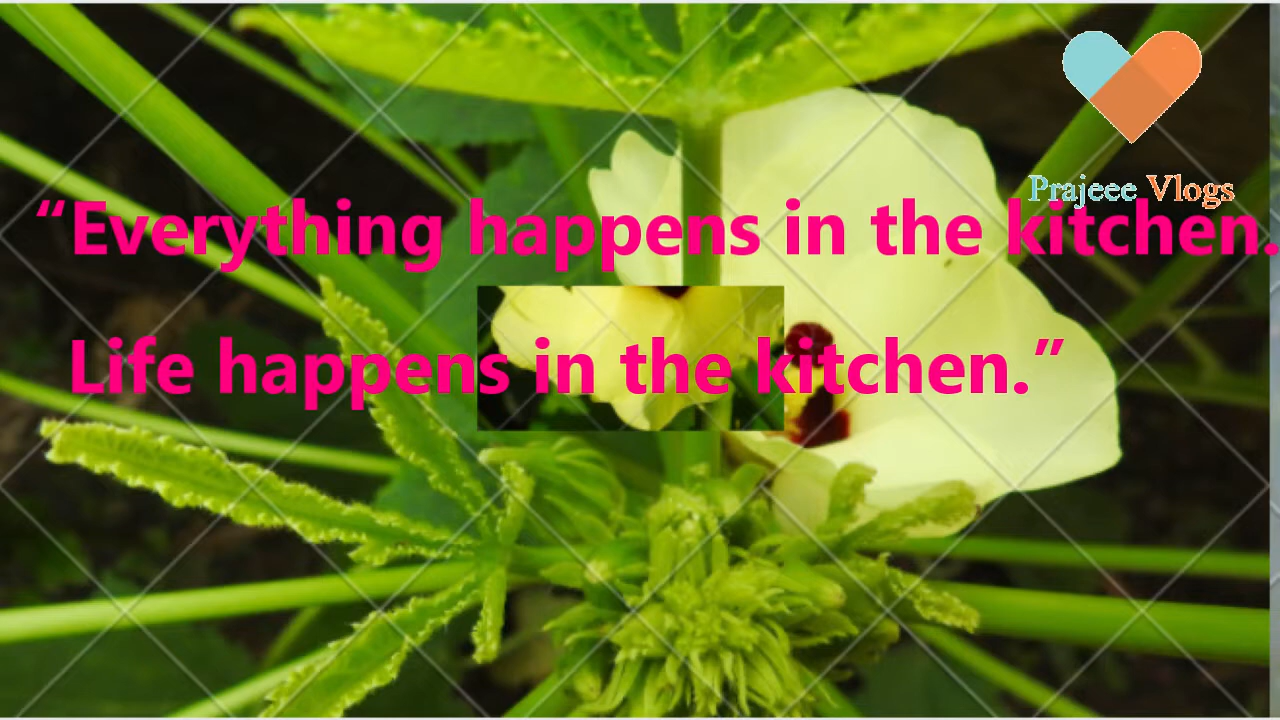 Prajeee Vlogs
“Everything happens in the kitchen.
Life happens in the kitchen.”